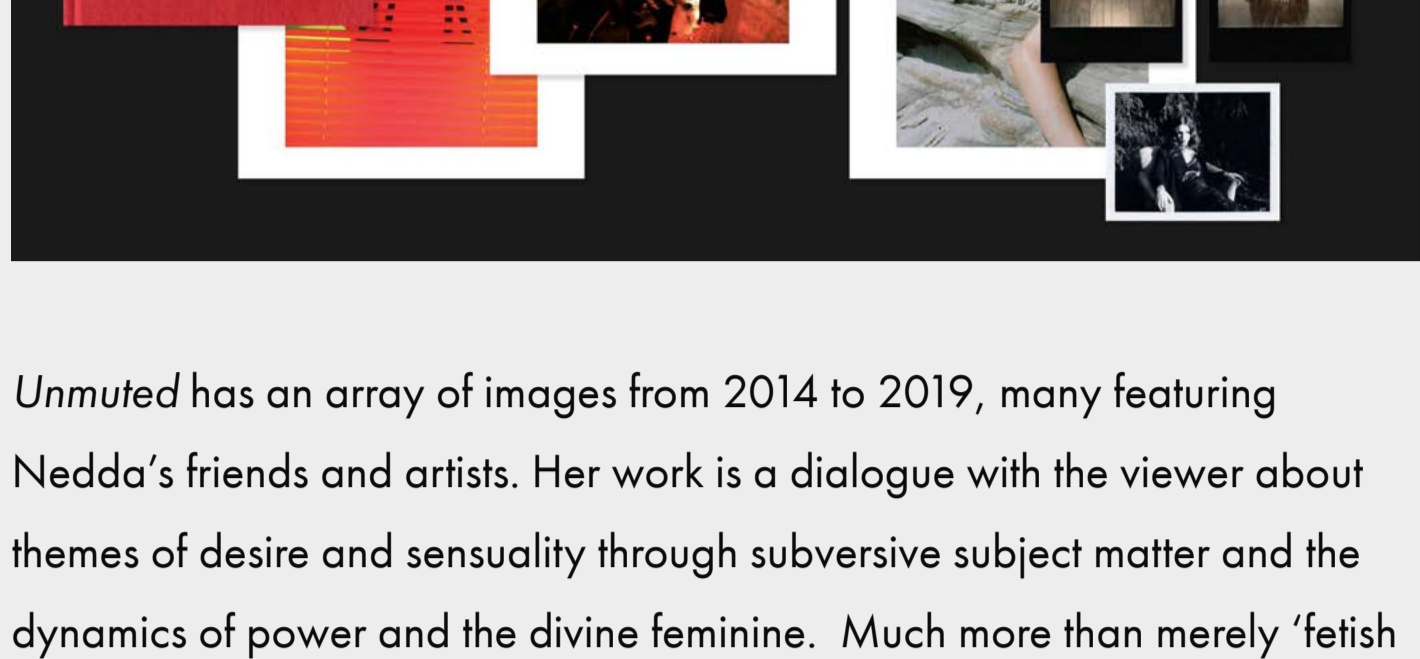 Unmuted has an array of images from 2014 to 2019, many featuring
Nedda’s friends and artists. Her work is a dialogue with the viewer about
themes of desire and sensuality through subversive subject matter and the
dynamics of power and the divine feminine.  Much more than merely ‘fetish